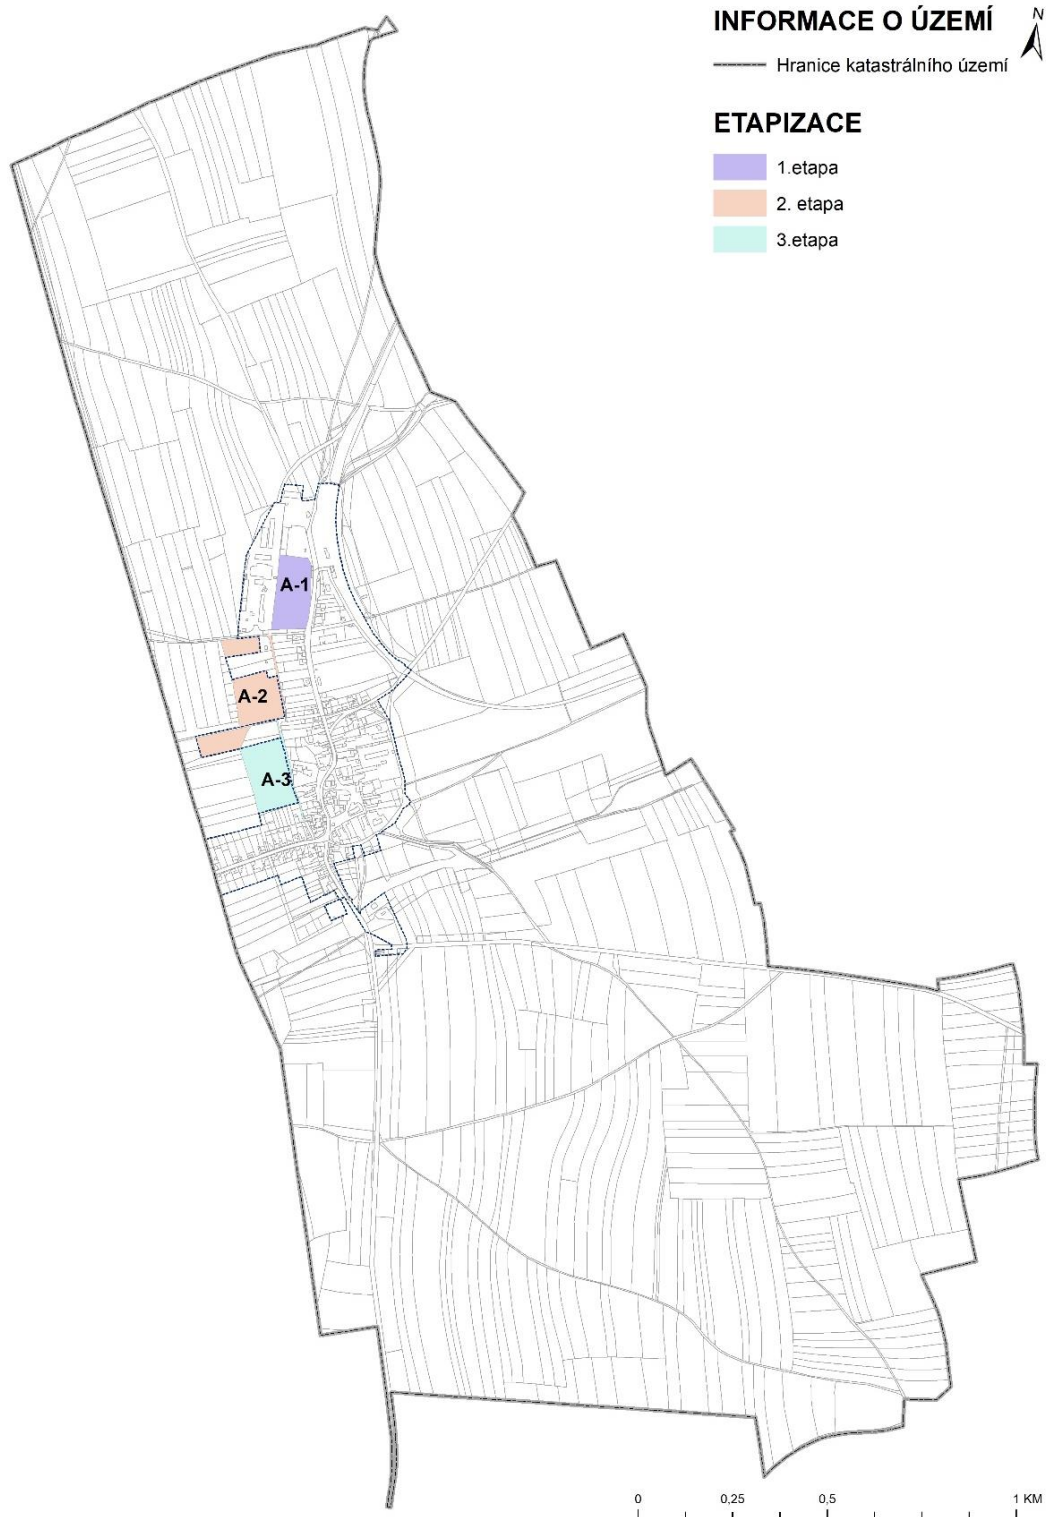 INFORMACE O ÚZEMÍ
N
Hranice katastrálního území
ETAPIZACE
1.etapa
2. etapa
3.etapa
A-1
A-2
A-3
0 0,25 0,5 1 KM